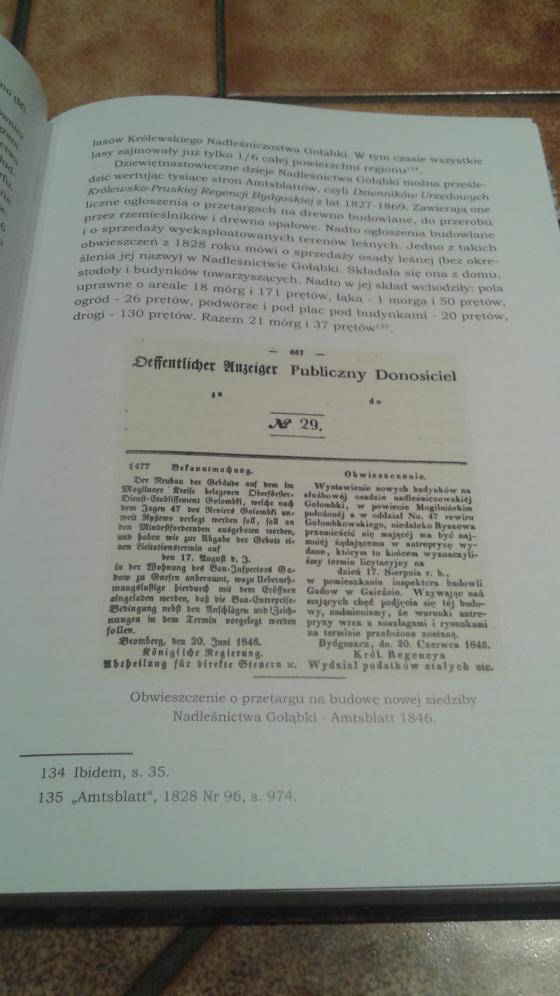 lasów Królewskiego Nadleśniczostwa Gołąbki. W tym czasie wszystkie
lasy zajmowały już tylko 1/6 całej powierzchni regionu¹³⁴.
Dziewiętnastowieczne dzieje Nadleśnictwa Gołąbki można prześle-
dzić wertując tysiące stron Amtsblattów, czyli Dzienników Urzędowych
Królewsko-Pruskiej Regencji Bydgoskiej z lat 1827-1869. Zawierają one
liczne ogłoszenia o przetargach na drewno budowlane, do przerobu
przez rzemieślników i drewno opałowe. Nadto ogłoszenia budowlane
i o sprzedaży wyeksploatowanych terenów leśnych. Jedno z takich
obwieszczeń z 1828 roku mówi o sprzedaży osady leśnej (bez okre-
ślenia jej nazwy) w Nadleśnictwie Gołąbki. Składała się ona z domu,
stodoły i budynków towarzyszących. Nadto w jej skład wchodziły: pola
uprawne o areale 18 mórg i 171 prętów, łąka - 1 morga i 50 prętów,
ogród - 26 prętów, podwórze i pod plac pod budynkami - 20 prętów,
drogi - 130 prętów. Razem 21 mórg i 37 prętów¹³⁵.
— 667 —
Oeffentlicher Anzeiger Publiczny Donosiciel
du
№ 29.
1477 Bekanntmachung.
Der Neubau der Gebäude auf dem im
Mogilnoer Kreise belegenen Oberförster-
Dienst-Etablissement Golombki, welche nach
dem Jagen 47 des Reviers Golombki un-
weit Ryszewo verlegt werden soll, soll an
den Mindestfordernden ausgeboten werden,
und haben wir zur Abgabe der Gebote ei-
nen Licitationstermin auf
den 17. August d. J.
in der Wohnung des Bau-Inspectors Ga-
dow zu Gnesen anberaumt, wozu Ueberneh-
mungslustige hierdurch mit dem Eröffnen
eingeladen werden, daß die Bau-Entreprise-
Bedingung nebst den Anschlägen und Zeich-
nungen in dem Termin vorgelegt werden
sollen.
Bromberg, den 20. Juni 1846.
Königliche Regierung.
Abtheilung für direkte Steuern ꝛc.
Obwieszczenie.
Wystawienie nowych budynków na
służbowéj osadzie nadleśniczowskiéj
Gołombki, w powiecie Mogilnińskim
położonéj a w oddział No. 47 rewiru
Gołombkowskiego, niedaleko Ryszewa
przemieścić się mającéj ma być naj-
mniéj żądającemu w antrepryzę wy-
dane, którym to końcem wyznaczyli-
śmy termin licytacyjny na
dzień 17. Sierpnia r. b.,
w pomieszkaniu inspektora budowli
Gadow w Gnieźnie. Wzywając nań
mających chęć podjęcia się téj budo-
wy, nadmieniamy, że warunki antre-
pryzy wraz z anszlagami i rysunkami
na terminie przełożone zostaną.
Bydgoszcz, dn. 20. Czerwca 1846.
Król. Regencya
Wydział podatków stałych etc.
Obwieszczenie o przetargu na budowę nowej siedziby
Nadleśnictwa Gołąbki - Amtsblatt 1846.
134 Ibidem, s. 35.
135 „Amtsblatt”, 1828 Nr 96, s. 974.